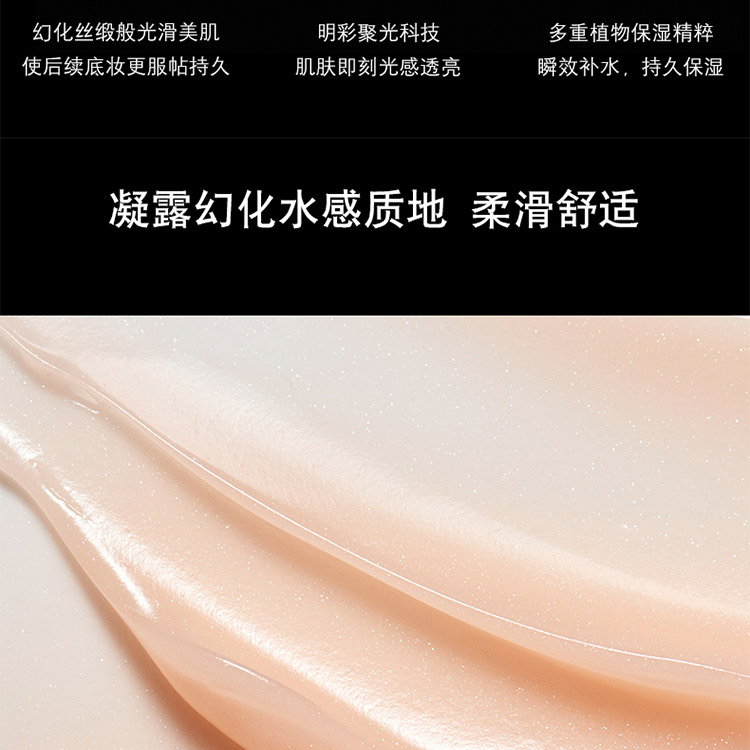 幻化丝缎般光滑美肌
使后续底妆更服帖持久
明彩聚光科技
肌肤即刻光感透亮
多重植物保湿精粹
瞬效补水，持久保湿
凝露幻化水感质地 柔滑舒适